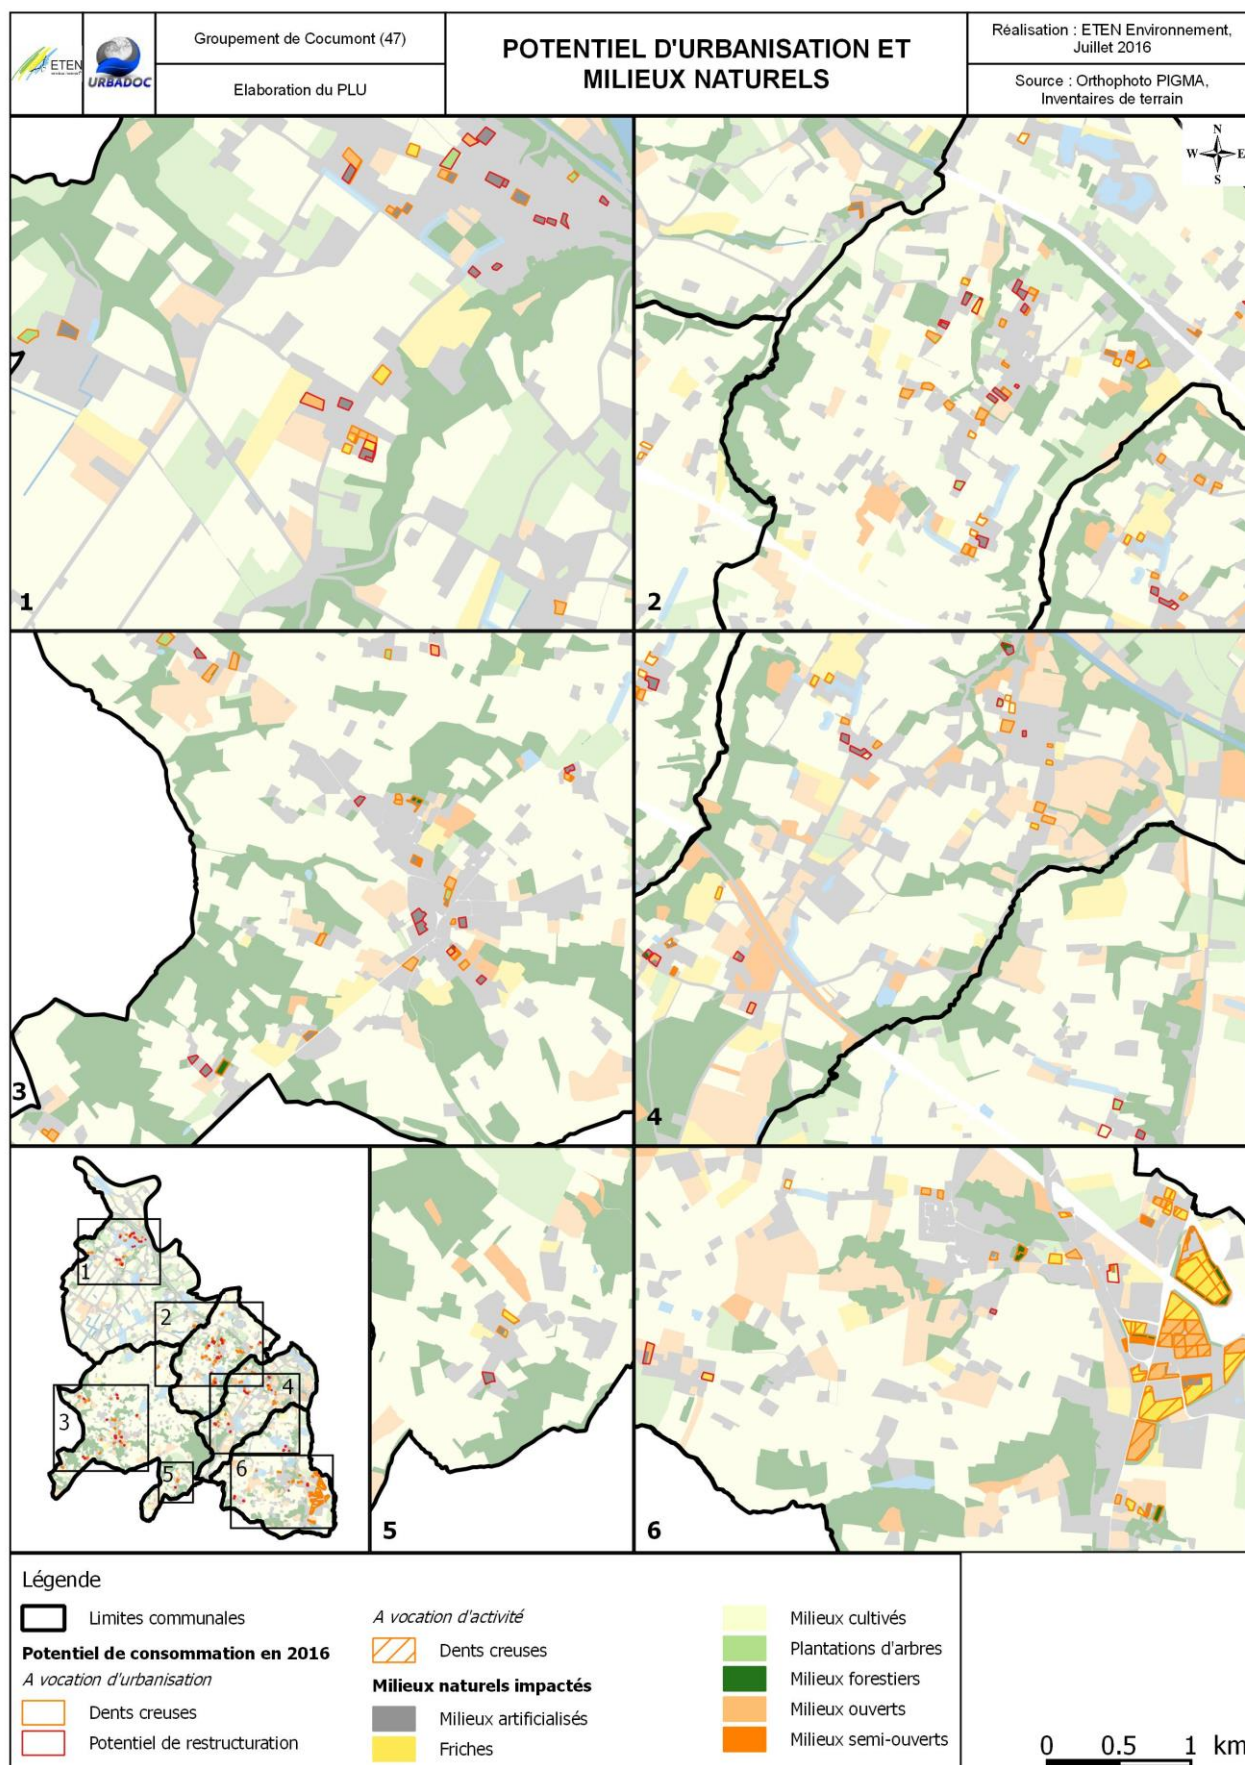 ETEN
URBADOC
Groupement de Cocumont (47)
Elaboration du PLU
POTENTIEL D'URBANISATION ET
MILIEUX NATURELS
Réalisation : ETEN Environnement,
Juillet 2016
Source : Orthophoto PIGMA,
Inventaires de terrain
N
W E
S
1
2
3
4
1
2
3
4
5
6
5
6
Légende
Limites communales
Potentiel de consommation en 2016
A vocation d'urbanisation
Dents creuses
Potentiel de restructuration
A vocation d'activité
Dents creuses
Milieux naturels impactés
Milieux artificialisés
Friches
Milieux cultivés
Plantations d'arbres
Milieux forestiers
Milieux ouverts
Milieux semi-ouverts
0 0.5 1 km